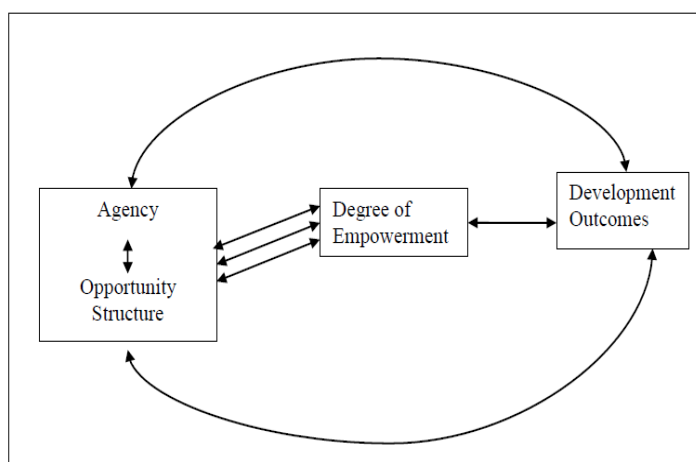 Agency
Opportunity
Structure
Degree of
Empowerment
Development
Outcomes